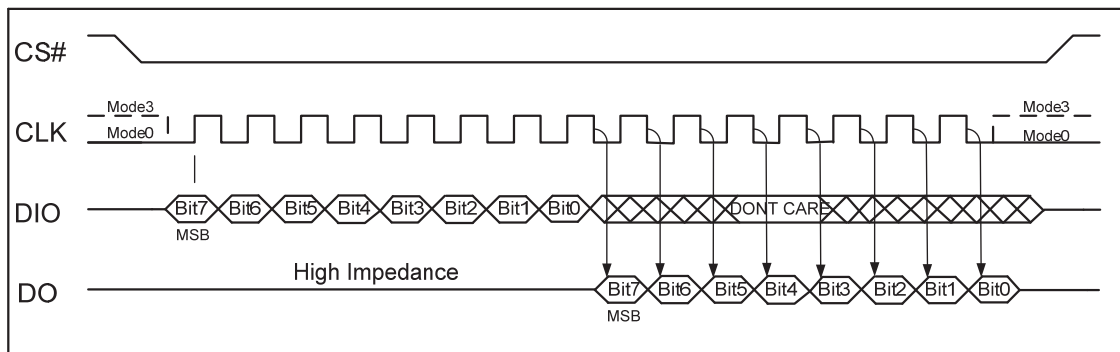 CS#
Mode3 Mode3
CLK
Mode0 Mode0
DIO Bit7 Bit6 Bit5 Bit4 Bit3 Bit2 Bit1 Bit0 DONT CARE
MSB
High Impedance
DO Bit7 Bit6 Bit5 Bit4 Bit3 Bit2 Bit1 Bit0
MSB